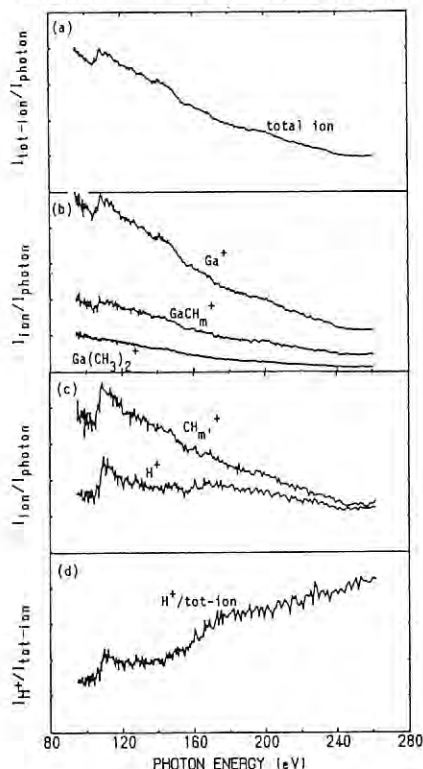 (a)
I_tot-ion/I_photon
total ion
(b)
I_ion/I_photon
Ga^+
GaCH_m^+
Ga(CH_3)_2^+
(c)
I_ion/I_photon
CH_m'^+
H^+
(d)
I_H^+/I_tot-ion
H^+/tot-ion
80 120 160 200 240 280
PHOTON ENERGY (eV)